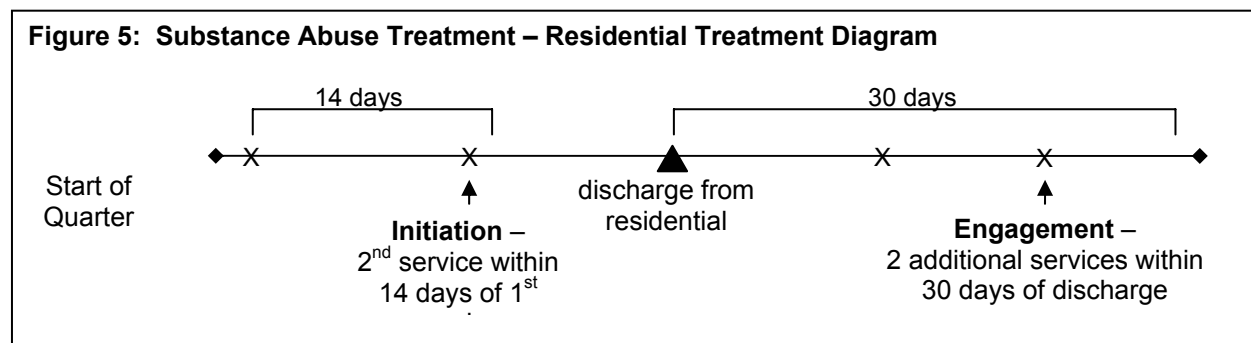 Figure 5: Substance Abuse Treatment – Residential Treatment Diagram
14 days
30 days
X
X
X
X
Start of
Quarter
discharge from
residential
Initiation –
2nd service within
14 days of 1st
Engagement –
2 additional services within
30 days of discharge